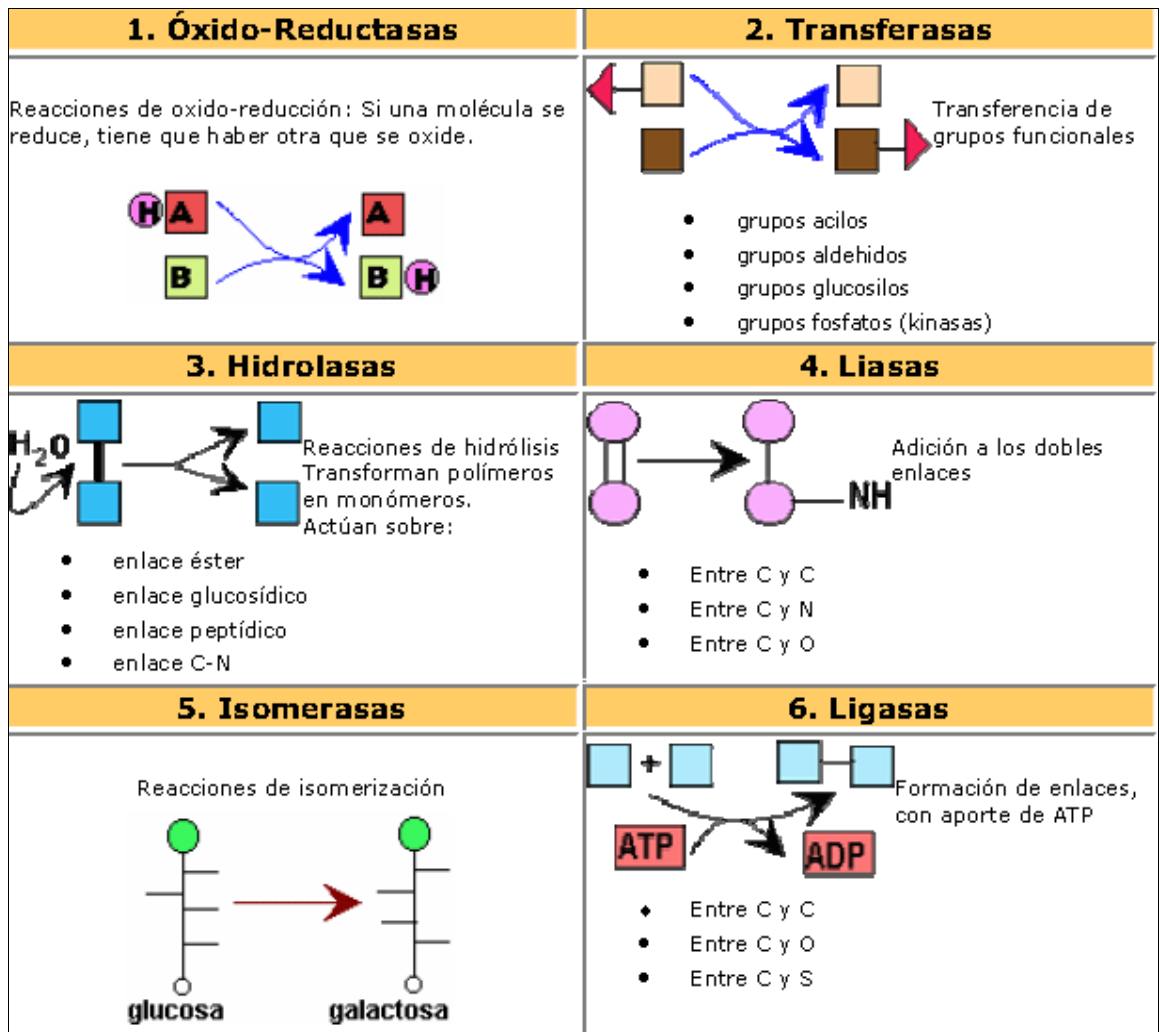 1. Óxido-Reductasas
Reacciones de oxido-reducción: Si una molécula se
reduce, tiene que haber otra que se oxide.
H A
A
B
B H
2. Transferasas
Transferencia de
grupos funcionales
• grupos acilos
• grupos aldehidos
• grupos glucosilos
• grupos fosfatos (kinasas)
3. Hidrolasas
H₂O
Reacciones de hidrólisis
Transforman polímeros
en monómeros.
Actúan sobre:
• enlace éster
• enlace glucosídico
• enlace peptídico
• enlace C-N
4. Liasas
Adición a los dobles
enlaces
NH
• Entre C y C
• Entre C y N
• Entre C y O
5. Isomerasas
Reacciones de isomerización
glucosa
galactosa
6. Ligasas
+
Formación de enlaces,
con aporte de ATP
ATP
ADP
♦ Entre C y C
• Entre C y O
• Entre C y S